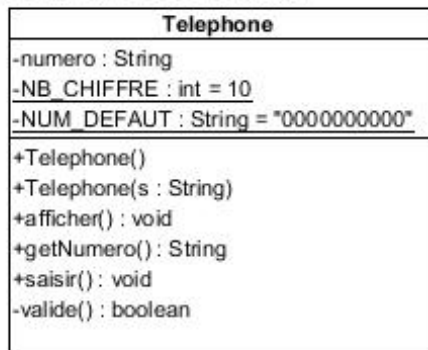 Telephone
-numero : String
-NB_CHIFFRE : int = 10
-NUM_DEFAUT : String = "0000000000"
+Telephone()
+Telephone(s : String)
+afficher() : void
+getNumero() : String
+saisir() : void
-valide() : boolean